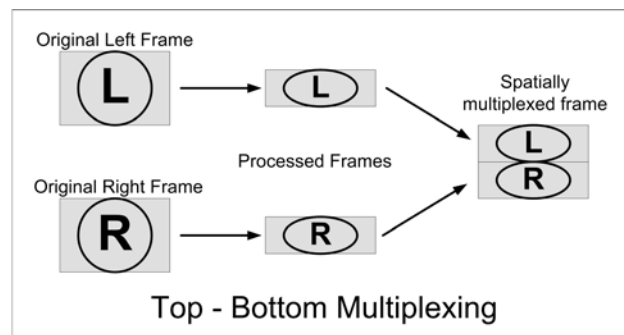 Original Left Frame
L
L
Spatially
multiplexed frame
L
R
Processed Frames
Original Right Frame
R
R
Top - Bottom Multiplexing